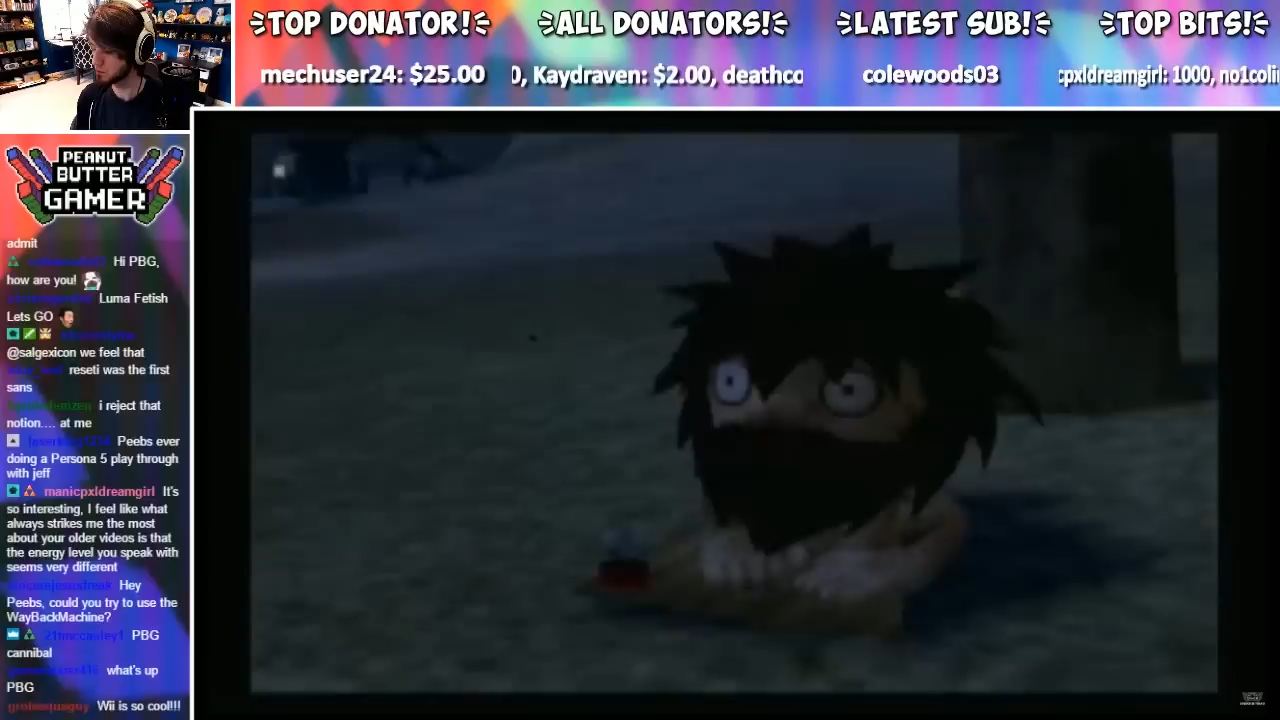 TOP DONATOR!
ALL DONATORS!
LATEST SUB!
TOP BITS!
mechuser24: $25.00
), Kaydraven: $2.00, deathco
colewoods03
cpxldreamgirl: 1000, no1coli
PEANUT
BUTTER
GAMER
admit
Hi PBG,
how are you!
Luma Fetish
Lets GO
@salgexicon we feel that
reseti was the first
sans
i reject that
notion.... at me
Peebs ever
doing a Persona 5 play through
with jeff
manicpxldreamgirl It's
so interesting, I feel like what
always strikes me the most
about your older videos is that
the energy level you speak with
seems very different
Hey
Peebs, could you try to use the
WayBackMachine?
21tmccauley1 PBG
cannibal
what's up
PBG
Wii is so cool!!!